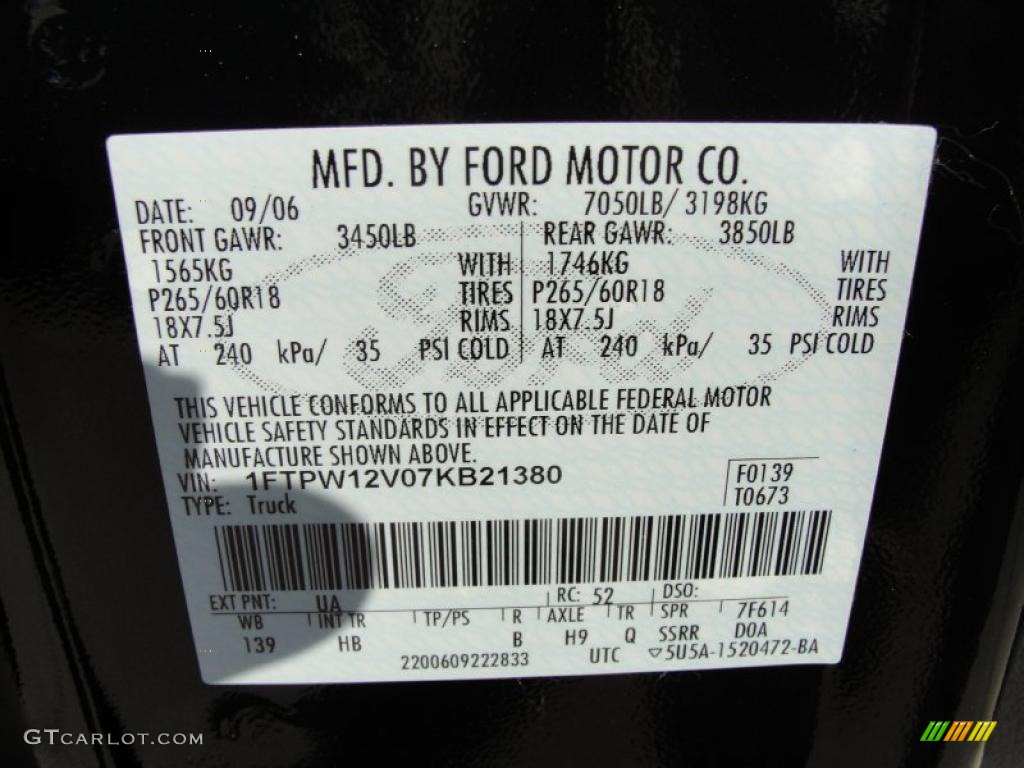 MFD. BY FORD MOTOR CO.
DATE: 09/06 GVWR: 7050LB/ 3198KG
FRONT GAWR: 3450LB REAR GAWR: 3850LB
1565KG WITH 1746KG WITH
P265/60R18 TIRES P265/60R18 TIRES
18X7.5J RIMS 18X7.5J RIMS
AT 240 kPa/ 35 PSI COLD AT 240 kPa/ 35 PSI COLD
Ford
THIS VEHICLE CONFORMS TO ALL APPLICABLE FEDERAL MOTOR
VEHICLE SAFETY STANDARDS IN EFFECT ON THE DATE OF
MANUFACTURE SHOWN ABOVE.
VIN: 1FTPW12V07KB21380 F0139
TYPE: Truck T0673
EXT PNT: UA RC: 52 DSO:
WB INT TR TP/PS R AXLE TR SPR 7F614
139 HB B H9 Q SSRR D0A
2200609222833 UTC ▽5U5A-1520472-BA
GTCarlot.com